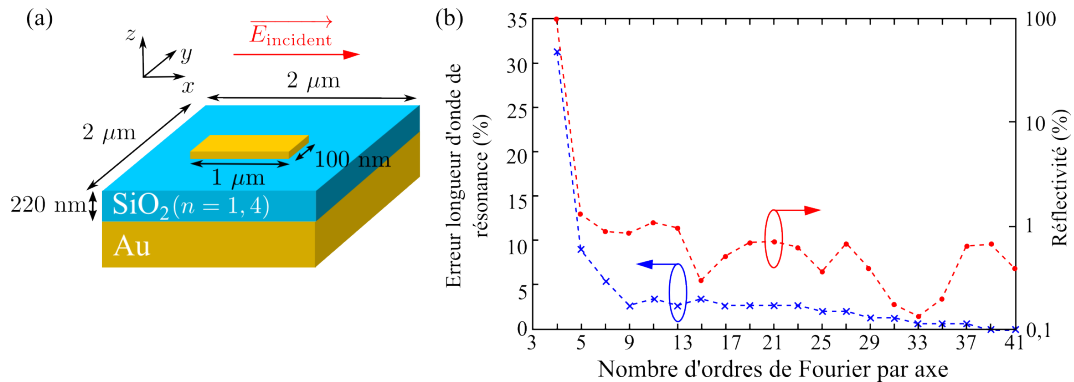 (a)
z
y
x
E incident
2 μm
2 μm
100 nm
1 μm
220 nm
SiO2(n = 1, 4)
Au
(b)
Erreur longueur d'onde de
résonance (%)
35
30
25
20
15
10
5
0
3 5 9 13 17 21 25 29 33 37 41
Nombre d'ordres de Fourier par axe
100
10
1
0,1
Réflectivité (%)